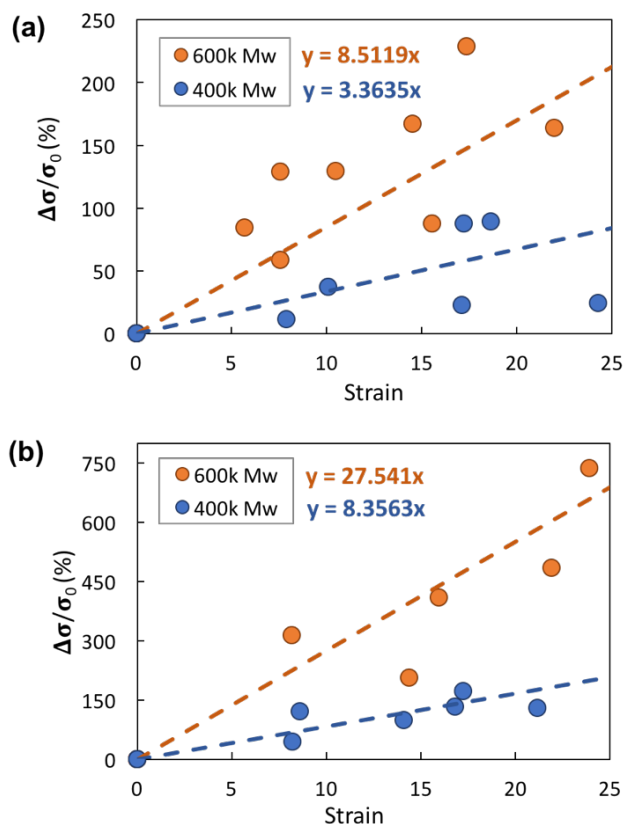 (a)
250
200
150
100
50
0
Δσ/σ0 (%)
600k Mw y = 8.5119x
400k Mw y = 3.3635x
0 5 10 15 20 25
Strain
(b)
750
600
450
300
150
0
Δσ/σ0 (%)
600k Mw y = 27.541x
400k Mw y = 8.3563x
0 5 10 15 20 25
Strain